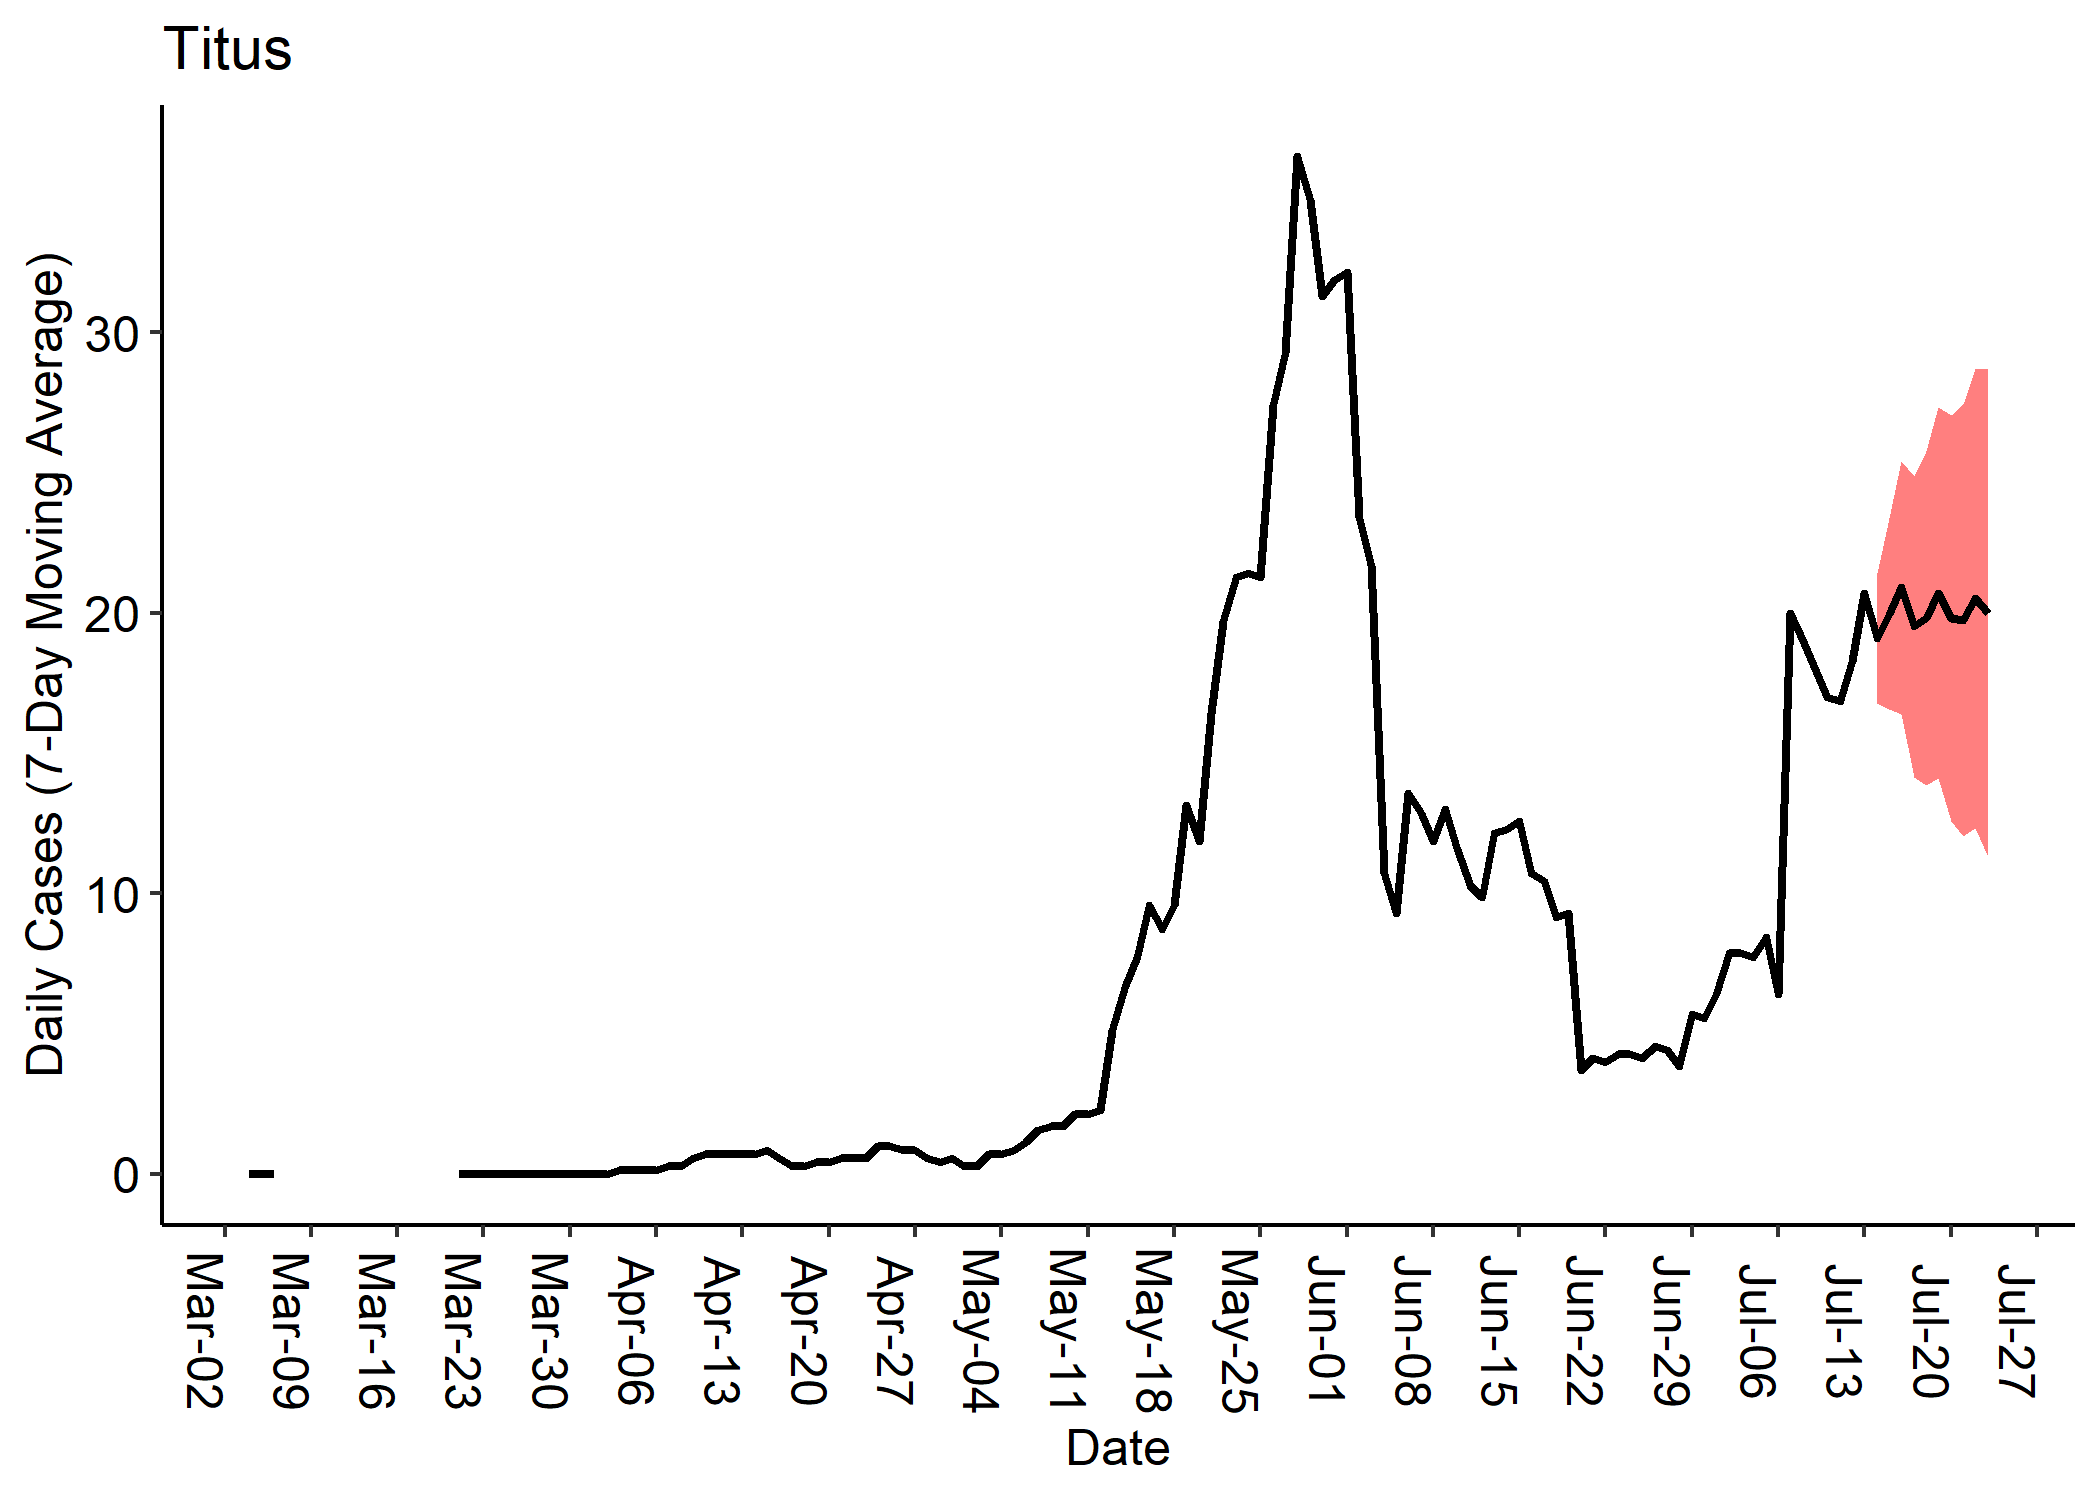 Titus
Daily Cases (7-Day Moving Average)
30
20
10
0
Mar-02
Mar-09
Mar-16
Mar-23
Mar-30
Apr-06
Apr-13
Apr-20
Apr-27
May-04
May-11
May-18
May-25
Jun-01
Jun-08
Jun-15
Jun-22
Jun-29
Jul-06
Jul-13
Jul-20
Jul-27
Date